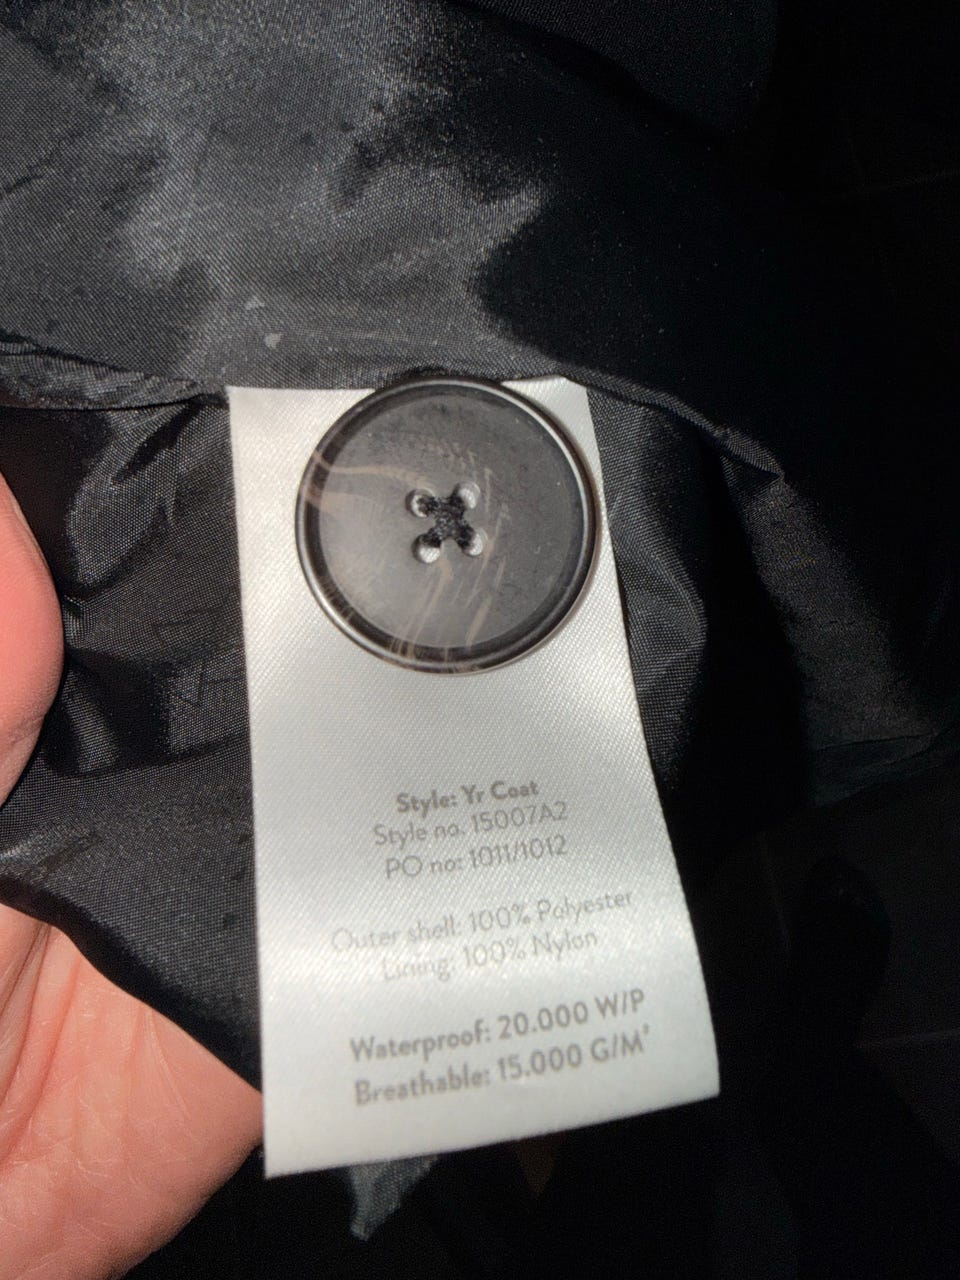 Style: Yr Coat
Style no. 15007A2
PO no: 1011/1012
Outer shell: 100% Polyester
Lining: 100% Nylon
Waterproof: 20.000 W/P
Breathable: 15.000 G/M²